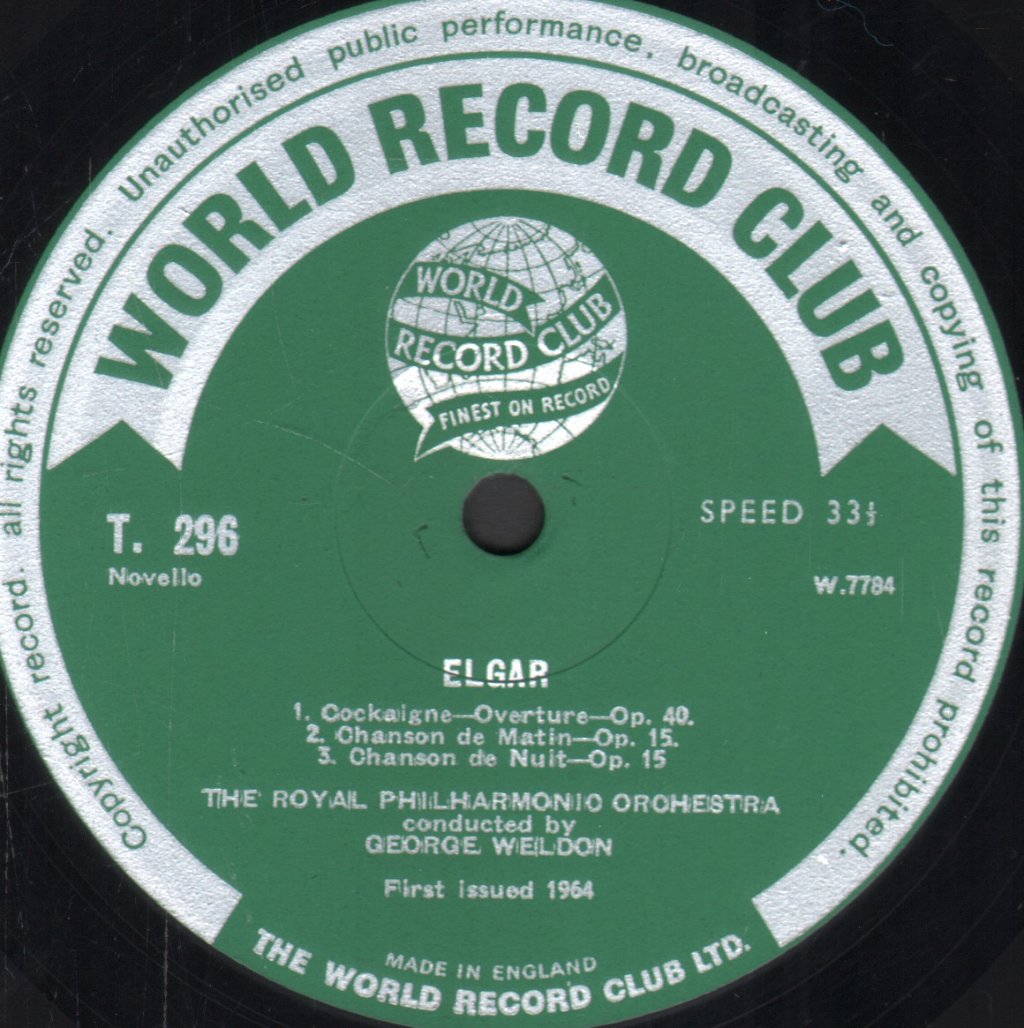 Copyright record. all rights reserved. Unauthorised public performance, broadcasting and copying of this record prohibited.
WORLD RECORD CLUB
WORLD
RECORD CLUB
FINEST ON RECORD
T. 296
Novello
SPEED 33⅓
W.7784
ELGAR
1. Cockaigne—Overture—Op. 40.
2. Chanson de Matin—Op. 15.
3. Chanson de Nuit—Op. 15
THE ROYAL PHILHARMONIC ORCHESTRA
conducted by
GEORGE WELDON
First issued 1964
MADE IN ENGLAND
THE WORLD RECORD CLUB LTD.